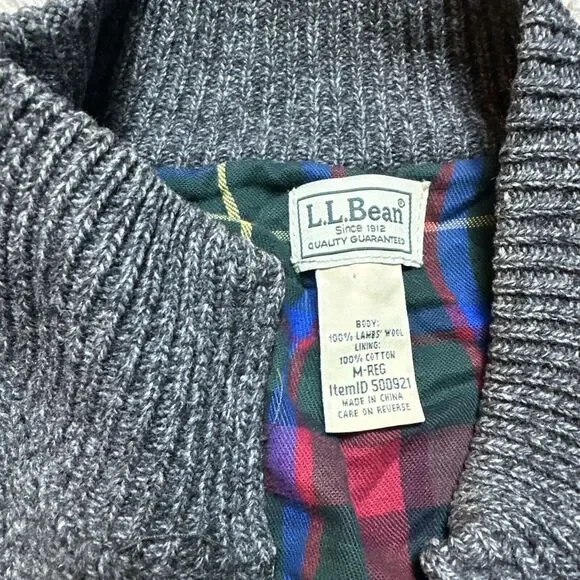 L.L.Bean®
Since 1912
QUALITY GUARANTEED
BODY:
100% LAMBS' WOOL
LINING:
100% COTTON
M-REG
ItemID 500921
MADE IN CHINA
CARE ON REVERSE